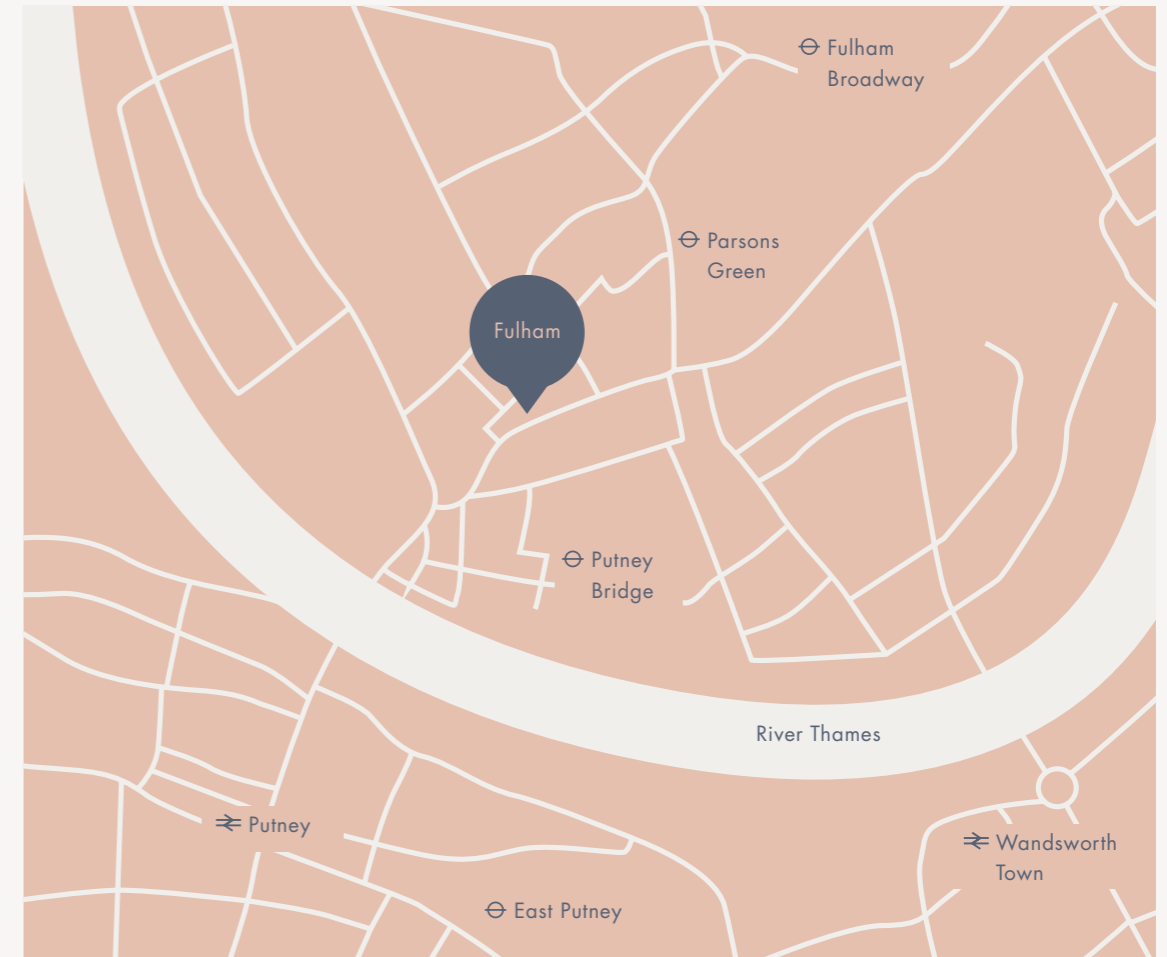 Fulham
Broadway
Parsons
Green
Fulham
Putney
Bridge
River Thames
Putney
Wandsworth
Town
East Putney